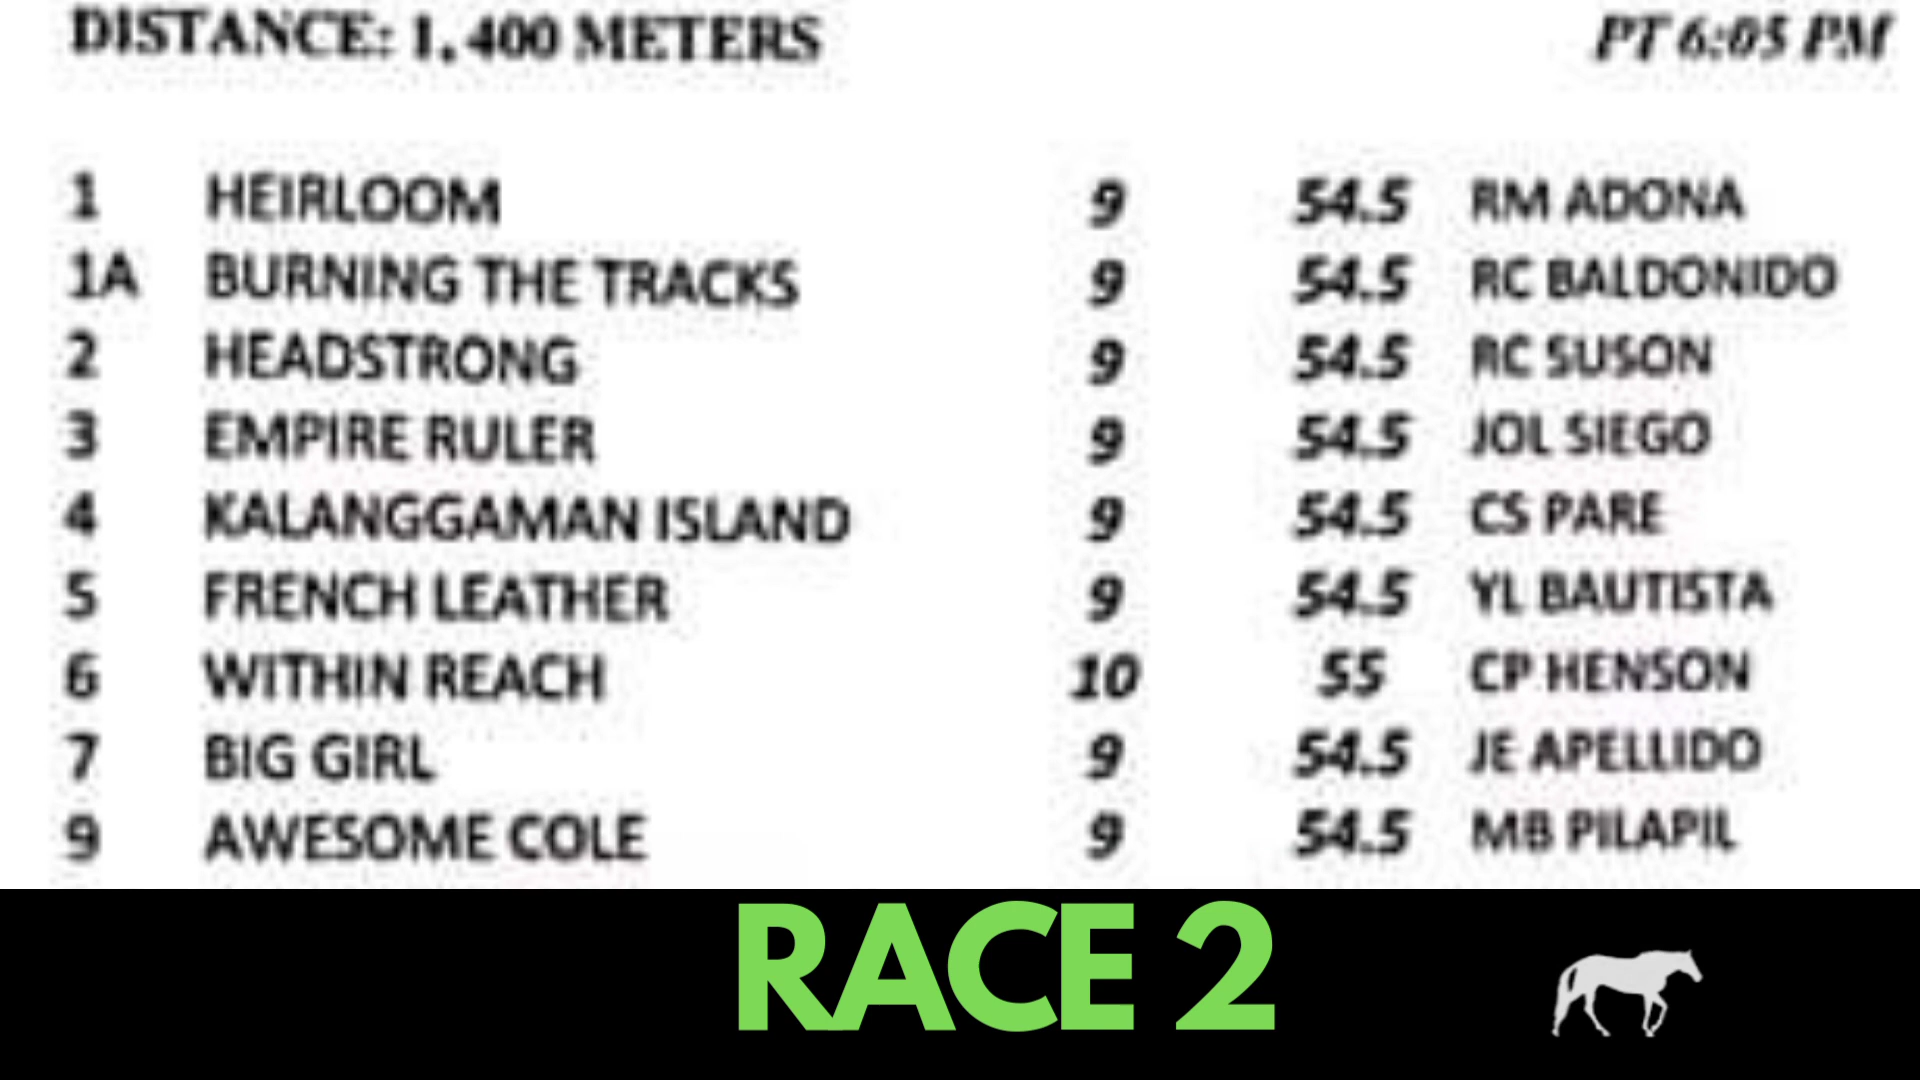 DISTANCE: 1,400 METERS PT 6:05 PM
1 HEIRLOOM 9 54.5 RM ADONA
1A BURNING THE TRACKS 9 54.5 RC BALDONIDO
2 HEADSTRONG 9 54.5 RC SUSON
3 EMPIRE RULER 9 54.5 JOL SIEGO
4 KALANGGAMAN ISLAND 9 54.5 CS PARE
5 FRENCH LEATHER 9 54.5 YL BAUTISTA
6 WITHIN REACH 10 55 CP HENSON
7 BIG GIRL 9 54.5 JE APELLIDO
9 AWESOME COLE 9 54.5 MB PILAPIL
RACE 2